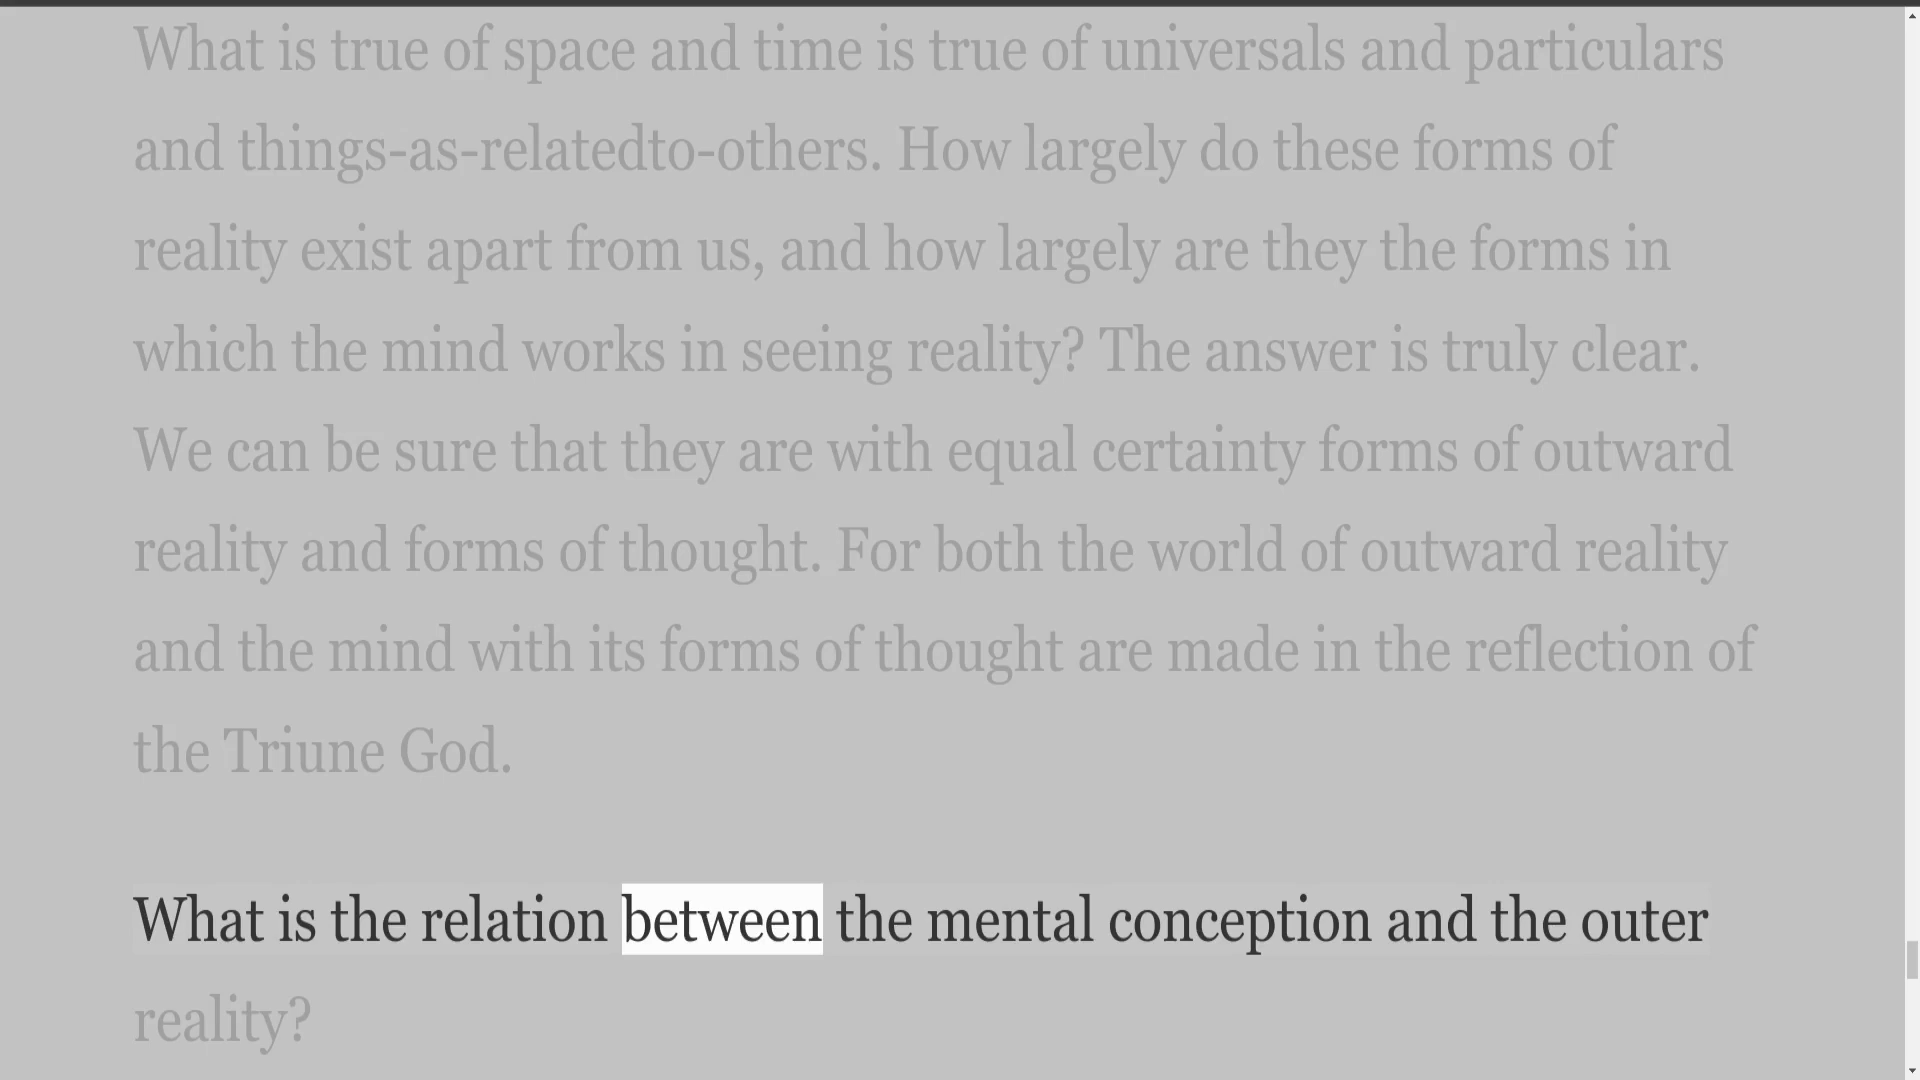 What is true of space and time is true of universals and particulars
and things-as-relatedto-others. How largely do these forms of
reality exist apart from us, and how largely are they the forms in
which the mind works in seeing reality? The answer is truly clear.
We can be sure that they are with equal certainty forms of outward
reality and forms of thought. For both the world of outward reality
and the mind with its forms of thought are made in the reflection of
the Triune God.
What is the relation between the mental conception and the outer
reality?